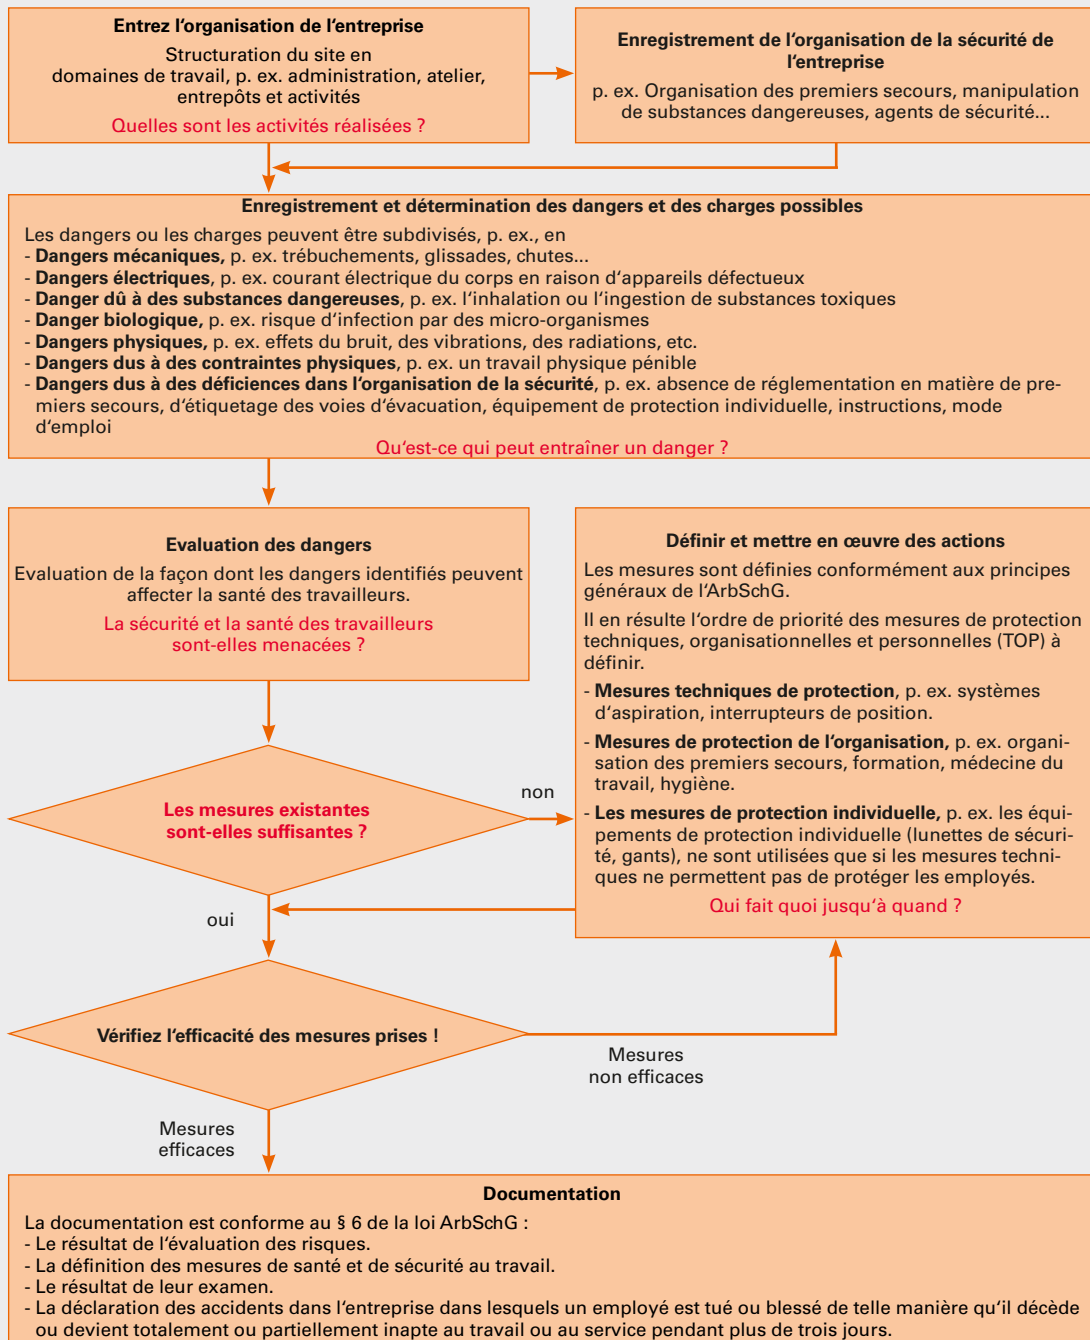 Entrez l‘organisation de l‘entreprise
Structuration du site en
domaines de travail, p. ex. administration, atelier,
entrepôts et activités
Quelles sont les activités réalisées ?
Enregistrement de l‘organisation de la sécurité de
l‘entreprise
p. ex. Organisation des premiers secours, manipulation
de substances dangereuses, agents de sécurité...
Enregistrement et détermination des dangers et des charges possibles
Les dangers ou les charges peuvent être subdivisés, p. ex., en
- Dangers mécaniques, p. ex. trébuchements, glissades, chutes...
- Dangers électriques, p. ex. courant électrique du corps en raison d‘appareils défectueux
- Danger dû à des substances dangereuses, p. ex. l‘inhalation ou l‘ingestion de substances toxiques
- Danger biologique, p. ex. risque d‘infection par des micro-organismes
- Dangers physiques, p. ex. effets du bruit, des vibrations, des radiations, etc.
- Dangers dus à des contraintes physiques, p. ex. un travail physique pénible
- Dangers dus à des déficiences dans l‘organisation de la sécurité, p. ex. absence de réglementation en matière de pre-
miers secours, d‘étiquetage des voies d‘évacuation, équipement de protection individuelle, instructions, mode
d‘emploi
Qu‘est-ce qui peut entraîner un danger ?
Evaluation des dangers
Evaluation de la façon dont les dangers identifiés peuvent
affecter la santé des travailleurs.
La sécurité et la santé des travailleurs
sont-elles menacées ?
Définir et mettre en œuvre des actions
Les mesures sont définies conformément aux principes
généraux de l‘ArbSchG.
Il en résulte l‘ordre de priorité des mesures de protection
techniques, organisationnelles et personnelles (TOP) à
définir.
- Mesures techniques de protection, p. ex. systèmes
d‘aspiration, interrupteurs de position.
- Mesures de protection de l‘organisation, p. ex. organi-
sation des premiers secours, formation, médecine du
travail, hygiène.
- Les mesures de protection individuelle, p. ex. les équi-
pements de protection individuelle (lunettes de sécuri-
té, gants), ne sont utilisées que si les mesures techni-
ques ne permettent pas de protéger les employés.
Qui fait quoi jusqu‘à quand ?
Les mesures existantes
sont-elles suffisantes ?
non
oui
Vérifiez l‘efficacité des mesures prises !
Mesures
non efficaces
Mesures
efficaces
Documentation
La documentation est conforme au § 6 de la loi ArbSchG :
- Le résultat de l‘évaluation des risques.
- La définition des mesures de santé et de sécurité au travail.
- Le résultat de leur examen.
- La déclaration des accidents dans l‘entreprise dans lesquels un employé est tué ou blessé de telle manière qu‘il décède
ou devient totalement ou partiellement inapte au travail ou au service pendant plus de trois jours.